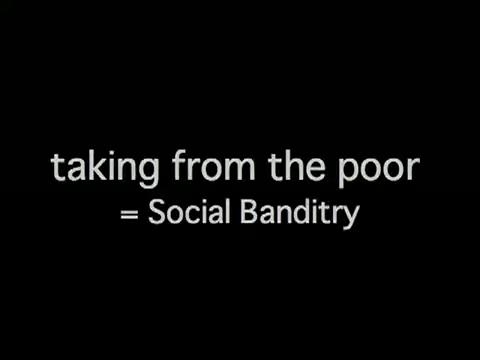 taking from the poor
= Social Banditry